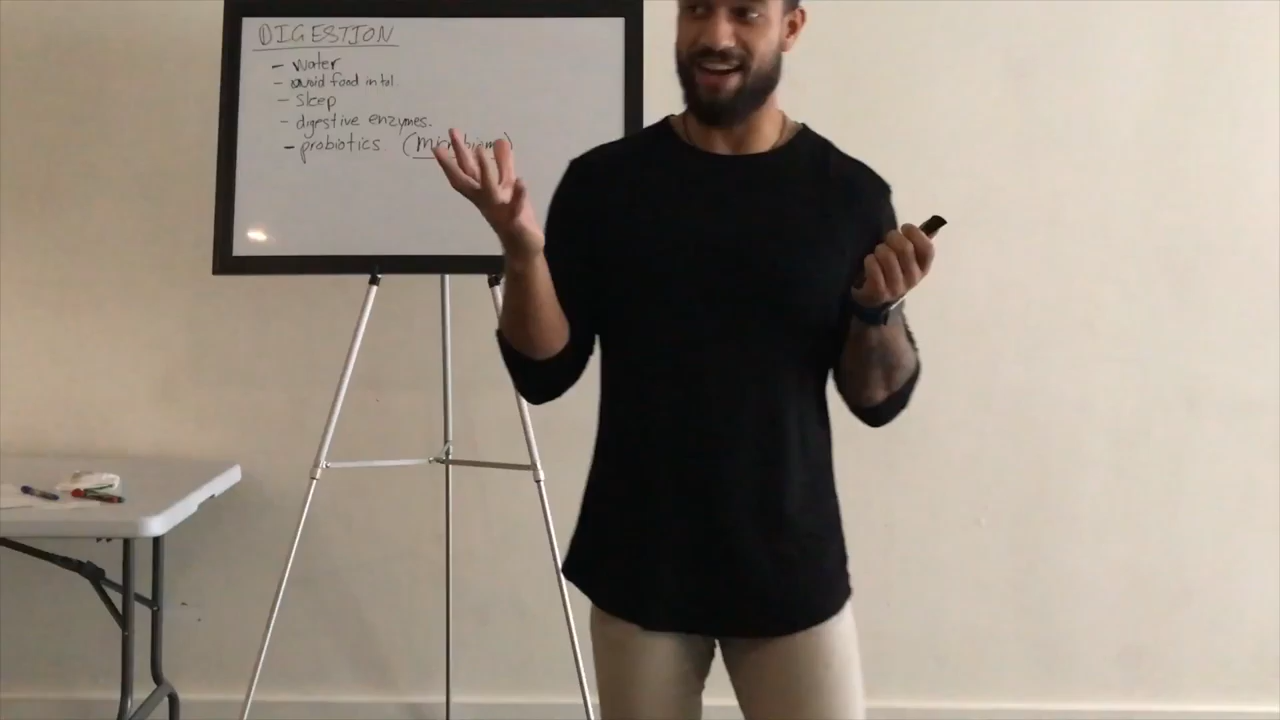 DIGESTION
- water
- avoid food intol.
- sleep
- digestive enzymes.
- probiotics.